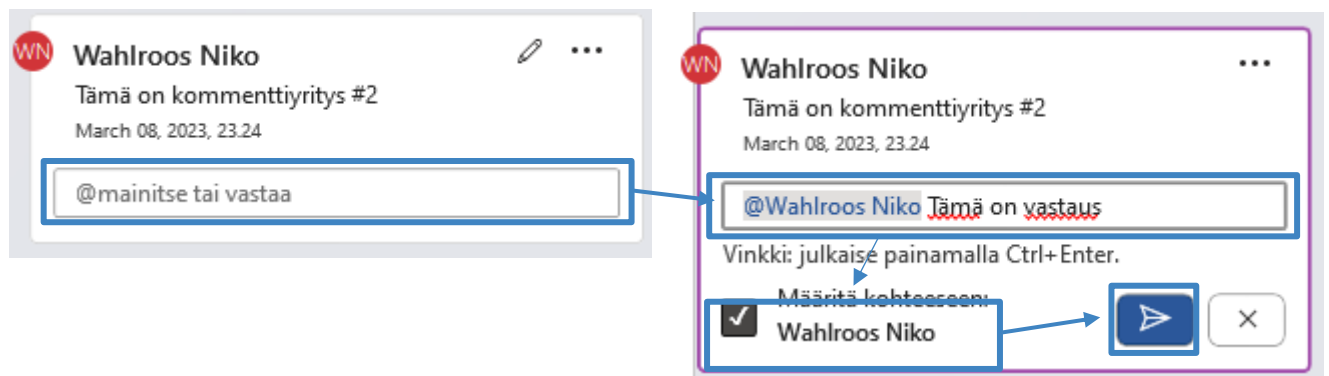 WN
Wahlroos Niko
Tämä on kommenttiyritys #2
March 08, 2023, 23.24
@mainitse tai vastaa
WN
Wahlroos Niko
Tämä on kommenttiyritys #2
March 08, 2023, 23.24
@Wahlroos Niko Tämä on vastaus
Vinkki: julkaise painamalla Ctrl+Enter.
Määritä kohteeseen:
Wahlroos Niko